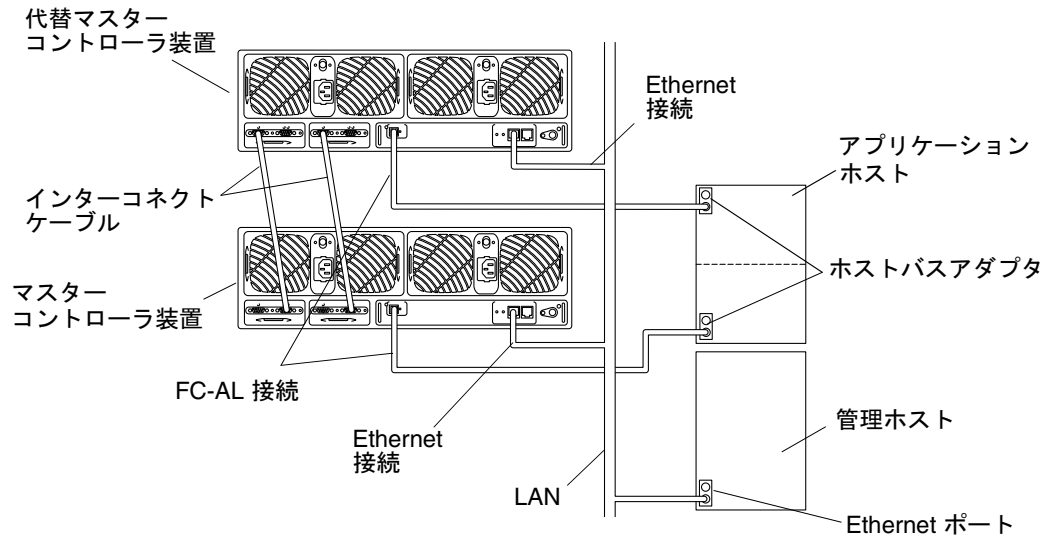 代替マスター
コントローラ装置
Ethernet
接続
アプリケーション
ホスト
インターコネクト
ケーブル
ホストバスアダプタ
マスター
コントローラ装置
FC-AL 接続
Ethernet
接続
管理ホスト
LAN
Ethernet ポート